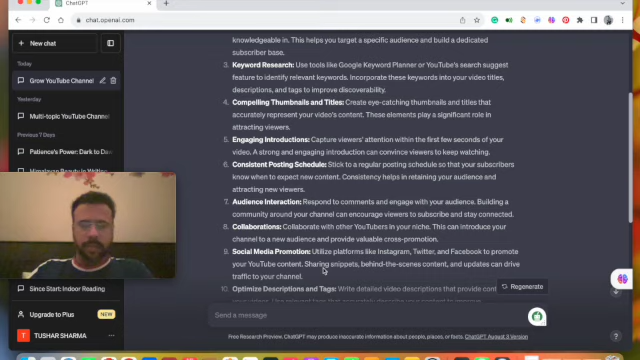 ChatGPT
chat.openai.com
New chat
Today
Grow YouTube Channel
Yesterday
Multi-topic YouTube Channel
Previous 7 Days
Patience's Power: Dark to Daw
Himalayan Beauty in Writing
Since Start: Indoor Reading
Upgrade to Plus NEW
TUSHAR SHARMA ...
knowledgeable in. This helps you target a specific audience and build a dedicated
subscriber base.
3. Keyword Research: Use tools like Google Keyword Planner or YouTube's search suggest
feature to identify relevant keywords. Incorporate these keywords into your video titles,
descriptions, and tags to improve discoverability.
4. Compelling Thumbnails and Titles: Create eye-catching thumbnails and titles that
accurately represent your video's content. These elements play a significant role in
attracting viewers.
5. Engaging Introductions: Capture viewers' attention within the first few seconds of your
video. A strong and engaging introduction can convince viewers to keep watching.
6. Consistent Posting Schedule: Stick to a regular posting schedule so that your subscribers
know when to expect new content. Consistency helps in retaining your audience and
attracting new viewers.
7. Audience Interaction: Respond to comments and engage with your audience. Building a
community around your channel can encourage viewers to subscribe and stay connected.
8. Collaborations: Collaborate with other YouTubers in your niche. This can introduce your
channel to a new audience and provide valuable cross-promotion.
9. Social Media Promotion: Utilize platforms like Instagram, Twitter, and Facebook to promote
your YouTube content. Sharing snippets, behind-the-scenes content, and updates can drive
traffic to your channel.
10. Optimize Descriptions and Tags: Write detailed video descriptions that provide
Regenerate
Send a message
Free Research Preview. ChatGPT may produce inaccurate information about people, places, or facts. ChatGPT August 3 Version